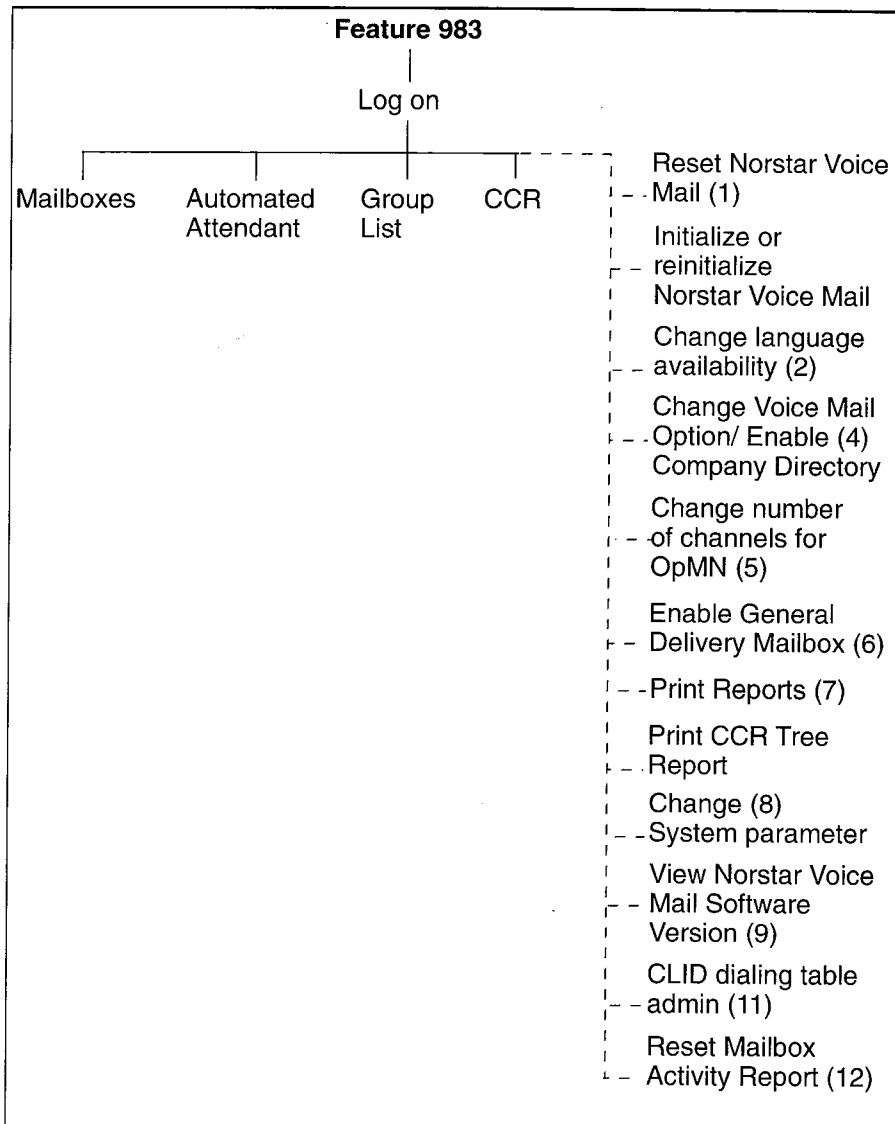 Feature 983
Log on
Mailboxes
Automated
Attendant
Group
List
CCR
Reset Norstar Voice
Mail (1)
Initialize or
reinitialize
Norstar Voice Mail
Change language
availability (2)
Change Voice Mail
Option/ Enable (4)
Company Directory
Change number
of channels for
OpMN (5)
Enable General
Delivery Mailbox (6)
Print Reports (7)
Print CCR Tree
Report
Change (8)
System parameter
View Norstar Voice
Mail Software
Version (9)
CLID dialing table
admin (11)
Reset Mailbox
Activity Report (12)